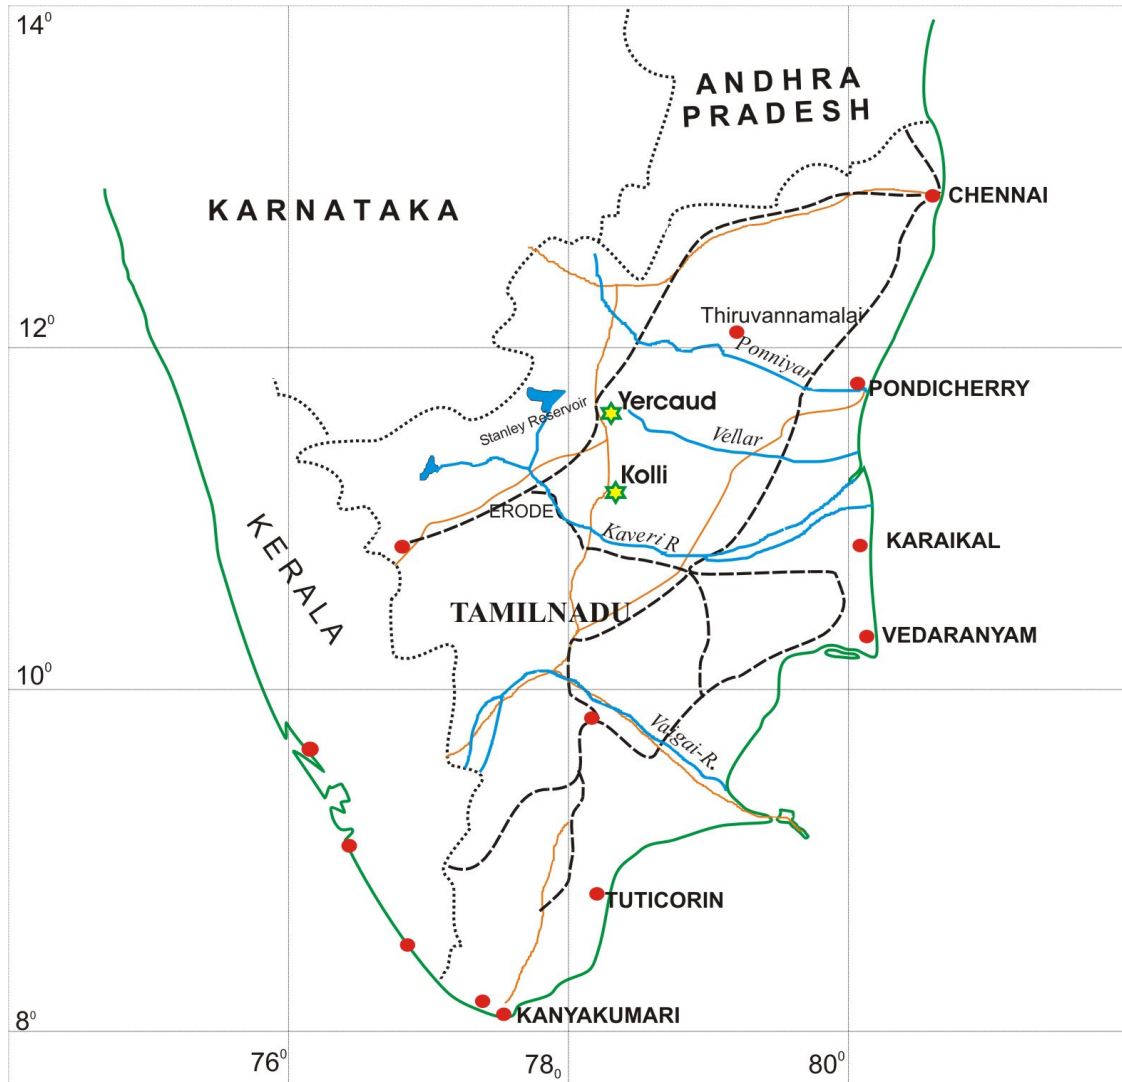 14⁰
ANDHRA
PRADESH
KARNATAKA
CHENNAI
12⁰
Thiruvannamalai
Ponniyar
PONDICHERRY
Yercaud
Stanley Reservoir
Vellar
Kolli
ERODE
Kaveri R
KARAIKAL
KERALA
TAMILNADU
VEDARANYAM
10⁰
Vaigai-R.
TUTICORIN
KANYAKUMARI
8⁰
76⁰
78₀
80⁰